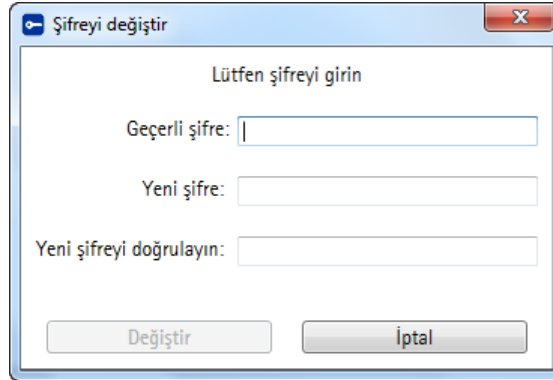 Şifreyi değiştir
Lütfen şifreyi girin
Geçerli şifre:
Yeni şifre:
Yeni şifreyi doğrulayın:
Değiştir İptal